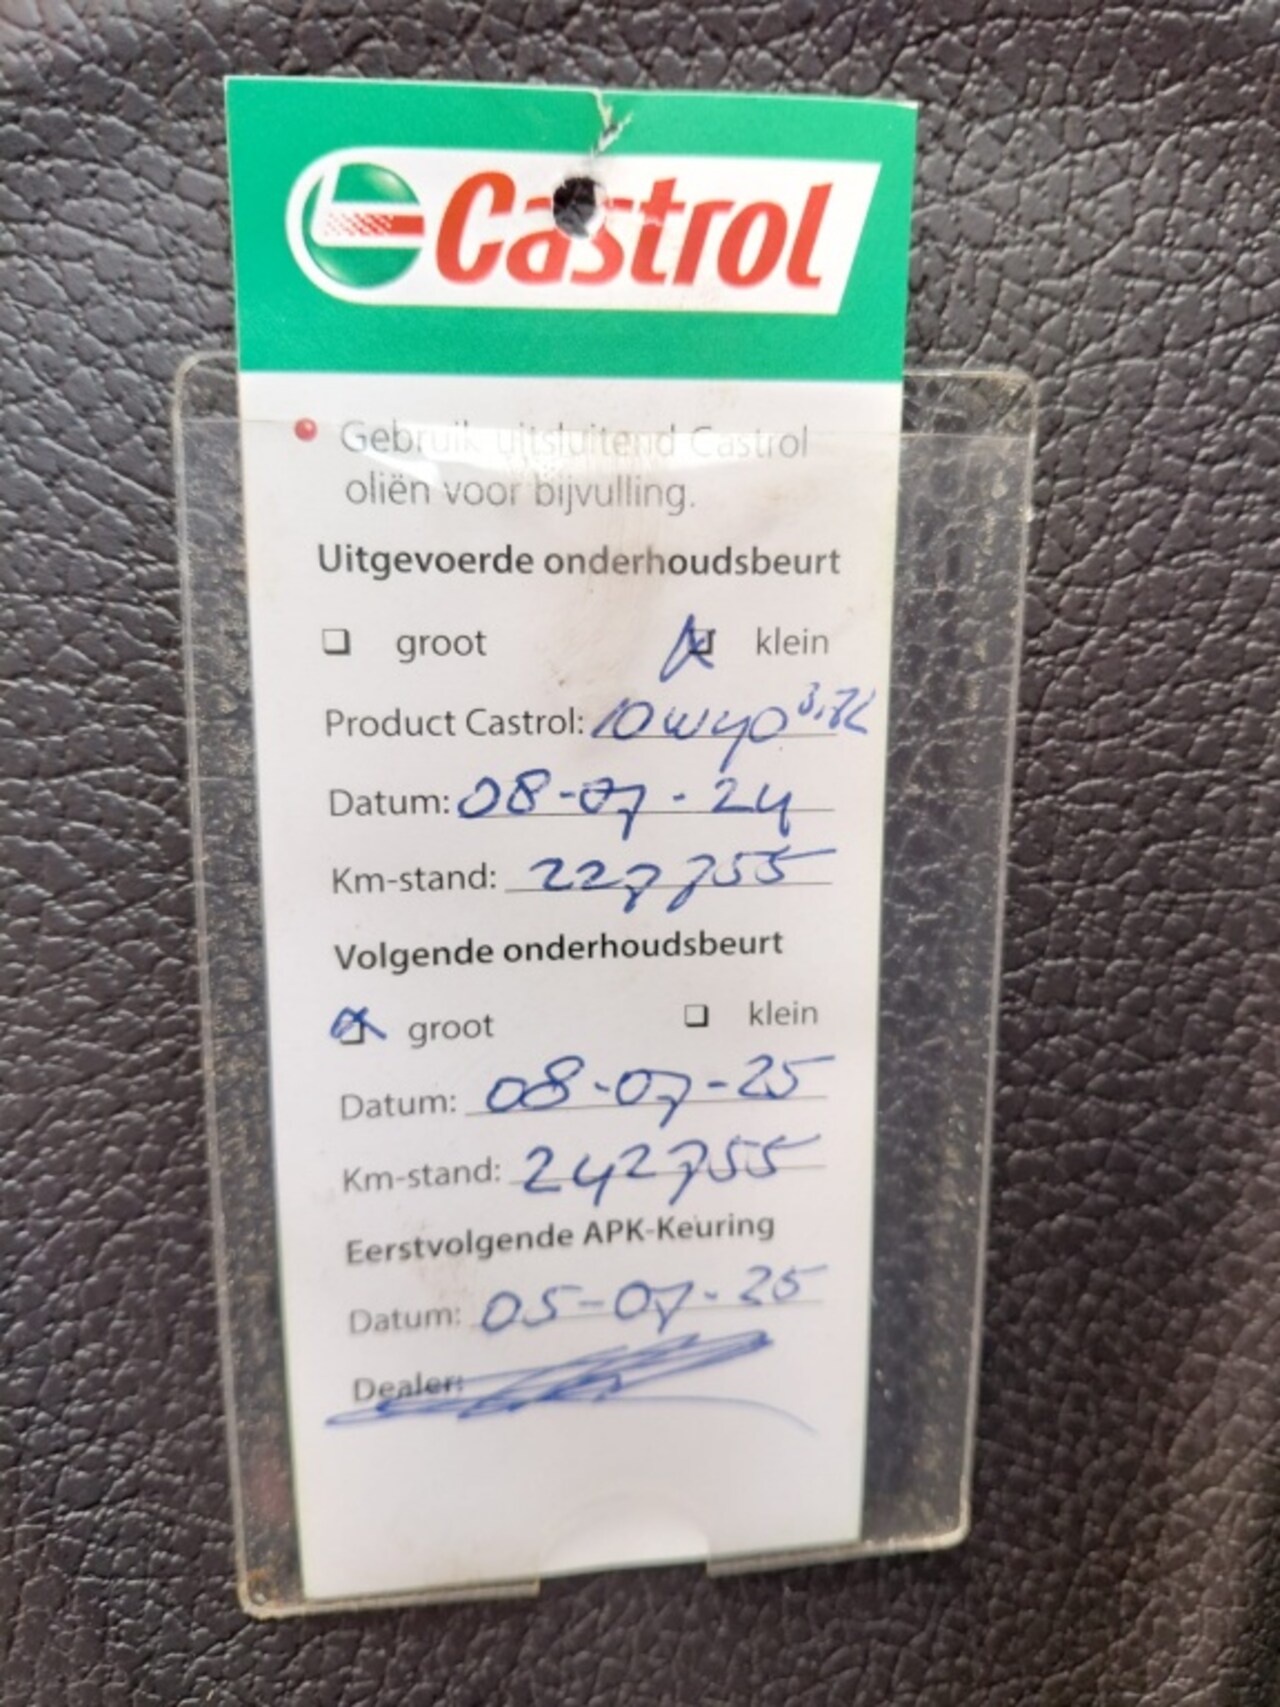 Castrol
Gebruik uitsluitend Castrol
oliën voor bijvulling.
Uitgevoerde onderhoudsbeurt
groot klein
Product Castrol: 10W40
Datum: 08-07-24
Km-stand: 227755
Volgende onderhoudsbeurt
groot klein
Datum: 08-07-25
Km-stand: 242755
Eerstvolgende APK-Keuring
Datum: 05-07-25
Dealer: